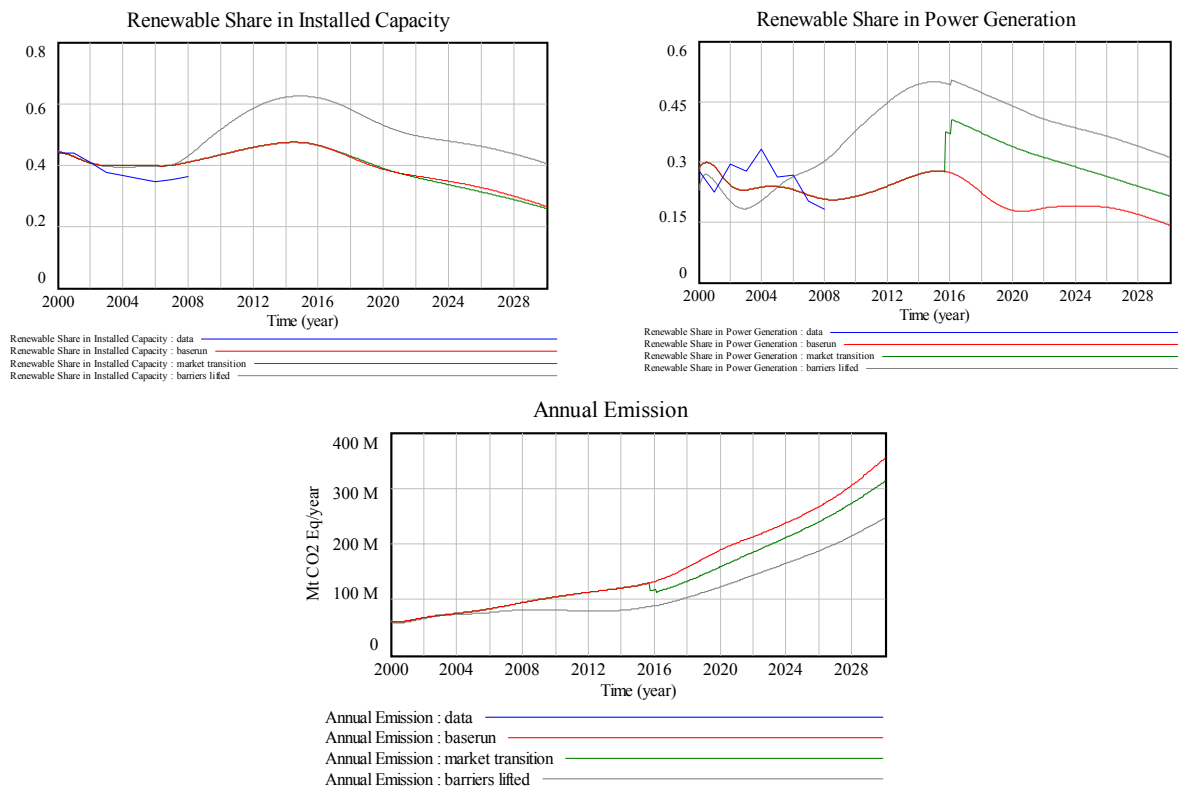 Renewable Share in Installed Capacity
0.8
0.6
0.4
0.2
0
2000 2004 2008 2012 2016 2020 2024 2028
Time (year)
Renewable Share in Installed Capacity : data
Renewable Share in Installed Capacity : baserun
Renewable Share in Installed Capacity : market transition
Renewable Share in Installed Capacity : barriers lifted
Renewable Share in Power Generation
0.6
0.45
0.3
0.15
0
2000 2004 2008 2012 2016 2020 2024 2028
Time (year)
Renewable Share in Power Generation : data
Renewable Share in Power Generation : baserun
Renewable Share in Power Generation : market transition
Renewable Share in Power Generation : barriers lifted
Annual Emission
Mt CO2 Eq/year
400 M
300 M
200 M
100 M
0
2000 2004 2008 2012 2016 2020 2024 2028
Time (year)
Annual Emission : data
Annual Emission : baserun
Annual Emission : market transition
Annual Emission : barriers lifted